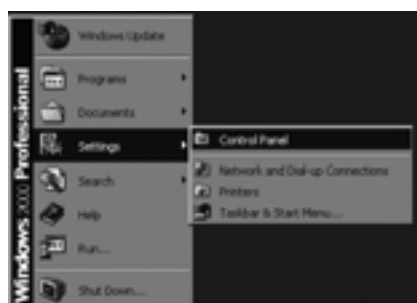 Windows 2000 Professional
Windows Update
Programs
Documents
Settings
Search
Help
Run...
Shut Down...
Control Panel
Network and Dial-up Connections
Printers
Taskbar & Start Menu...